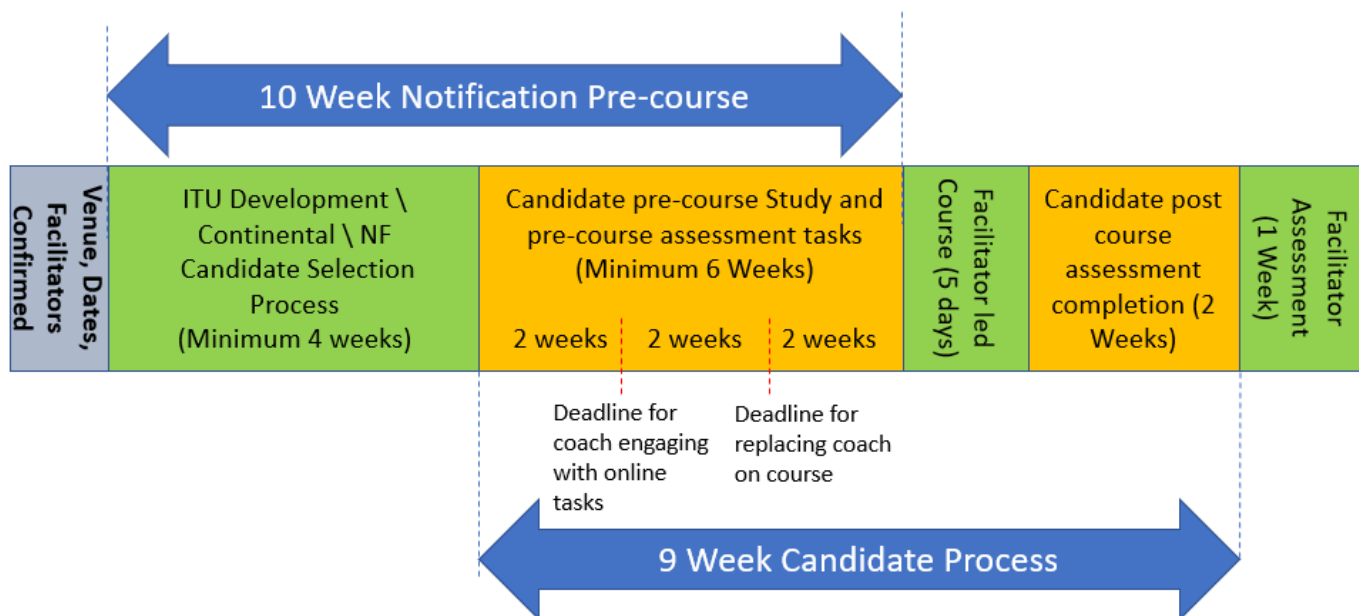 10 Week Notification Pre-course
Venue, Dates,
Facilitators
Confirmed
ITU Development \
Continental \ NF
Candidate Selection
Process
(Minimum 4 weeks)
Candidate pre-course Study and
pre-course assessment tasks
(Minimum 6 Weeks)
2 weeks
2 weeks
2 weeks
Facilitator led
Course (5 days)
Candidate post
course
assessment
completion (2
Weeks)
Facilitator
Assessment
(1 Week)
Deadline for
coach engaging
with online
tasks
Deadline for
replacing coach
on course
9 Week Candidate Process